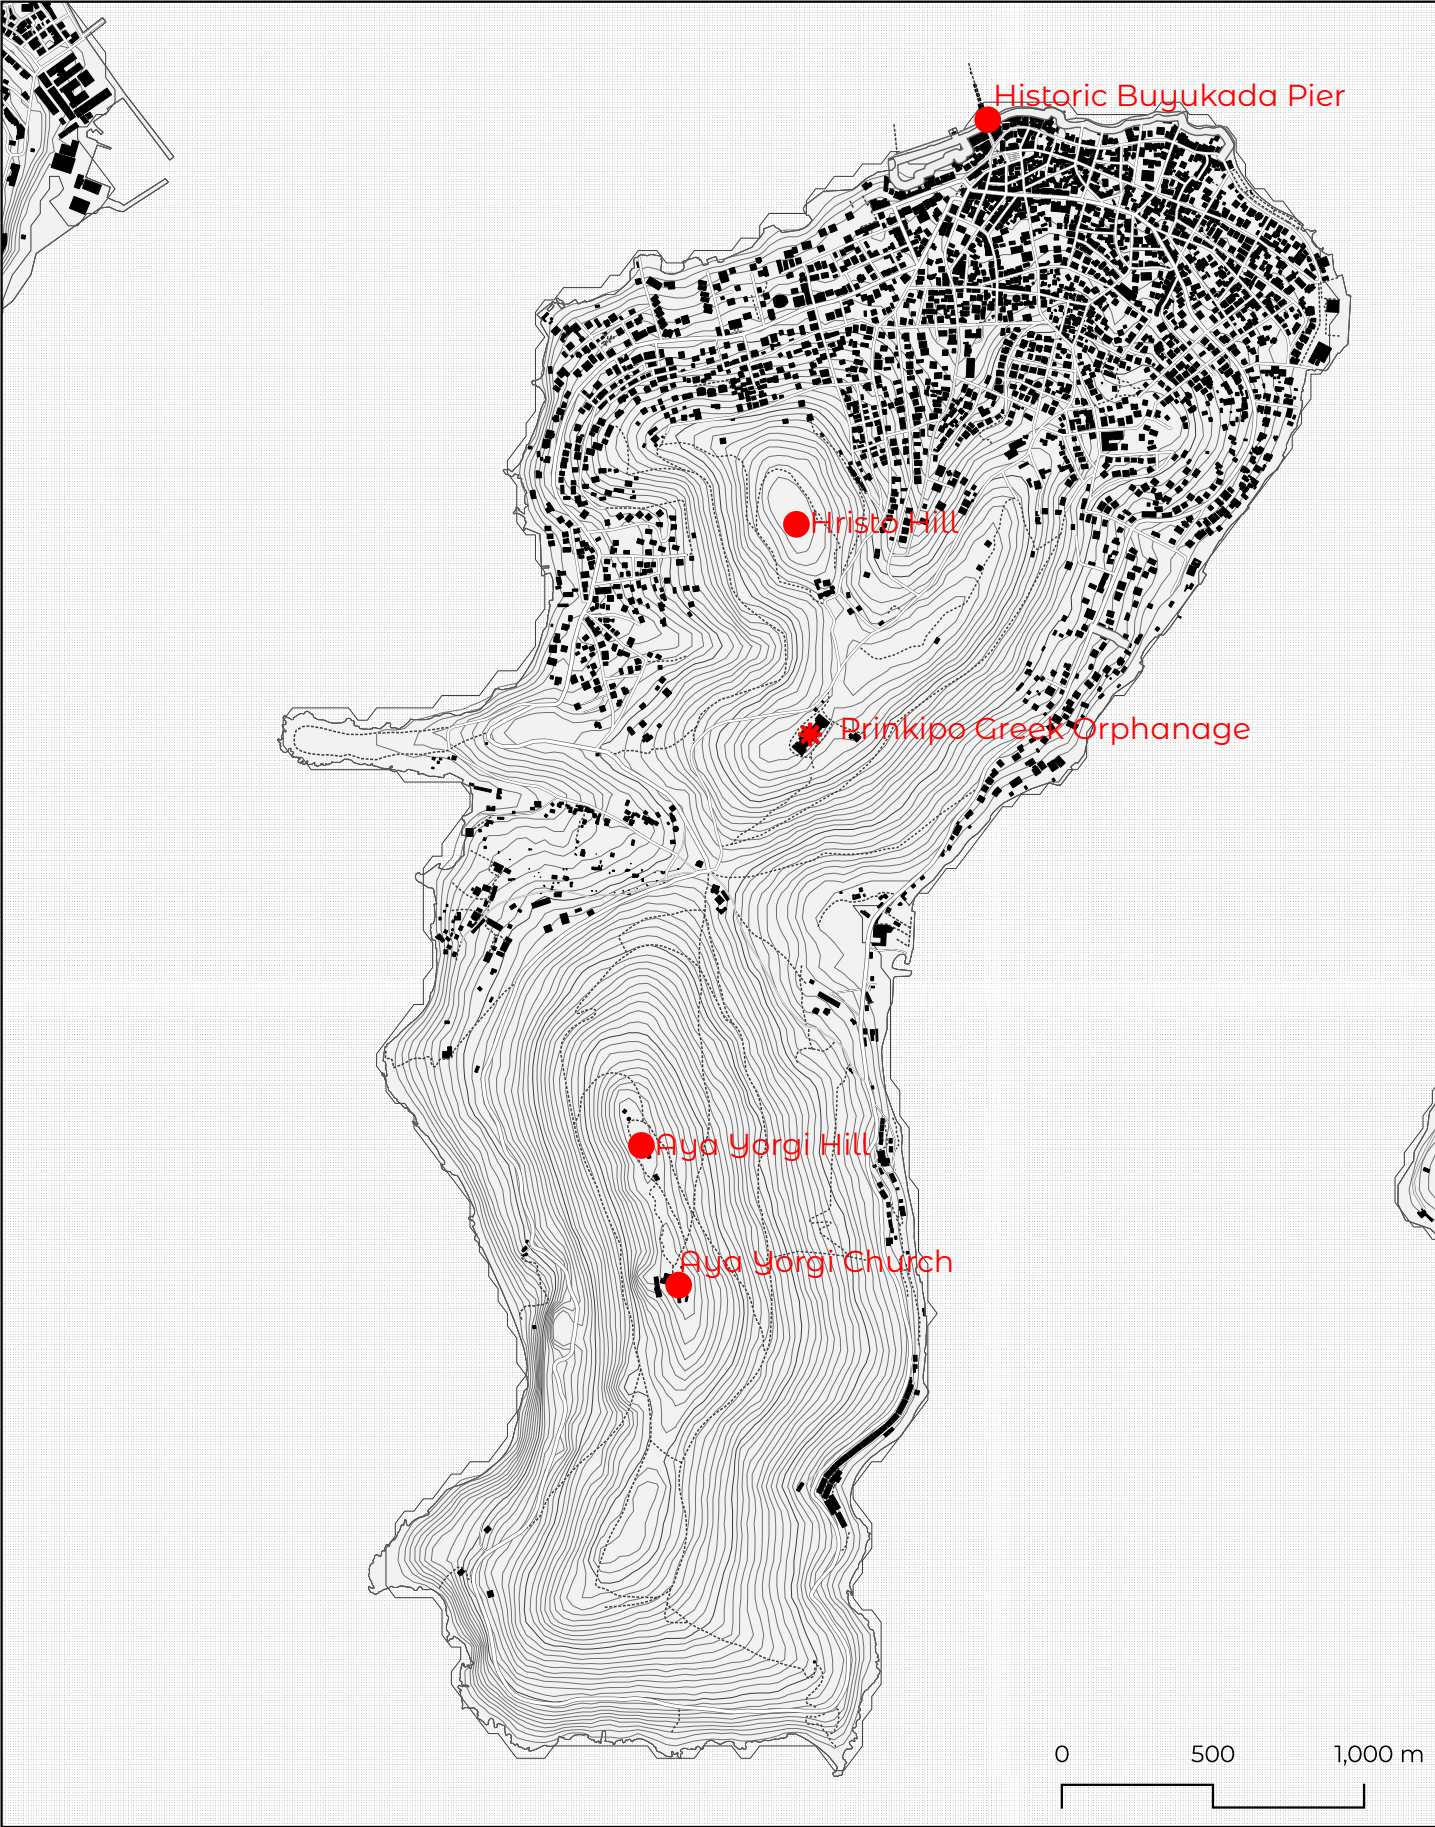 Historic Buyukada Pier
Hristo Hill
Prinkipo Greek Orphanage
Aya Yorgi Hill
Aya Yorgi Church
0 500 1,000 m